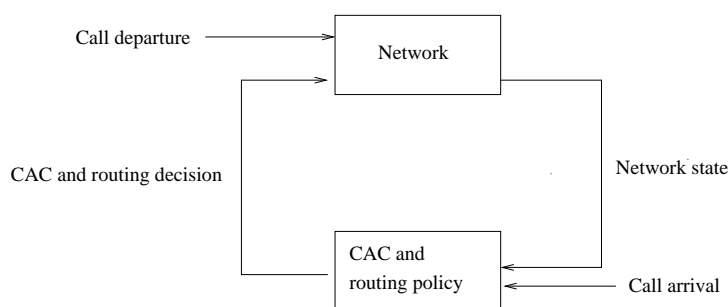 Call departure
Network
CAC and routing decision
Network state
CAC and
routing policy
Call arrival